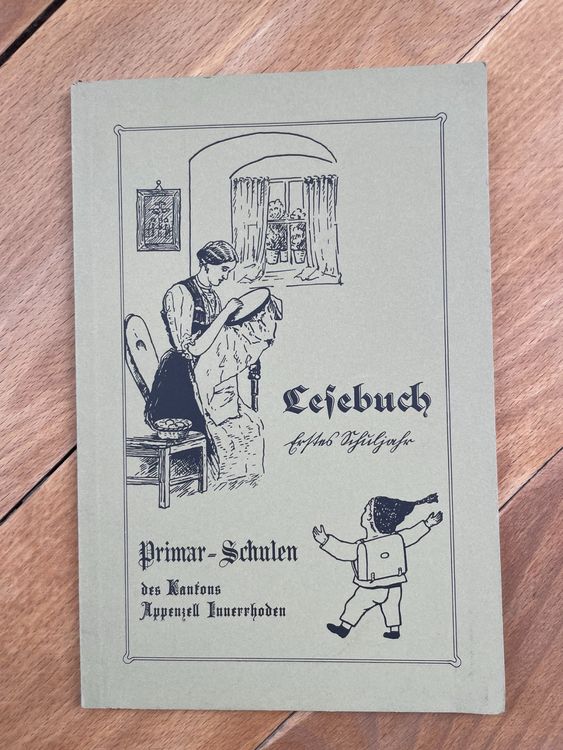 Lesebuch
Erstes Schuljahr
Primar-Schulen
des Kantons
Appenzell Innerrhoden